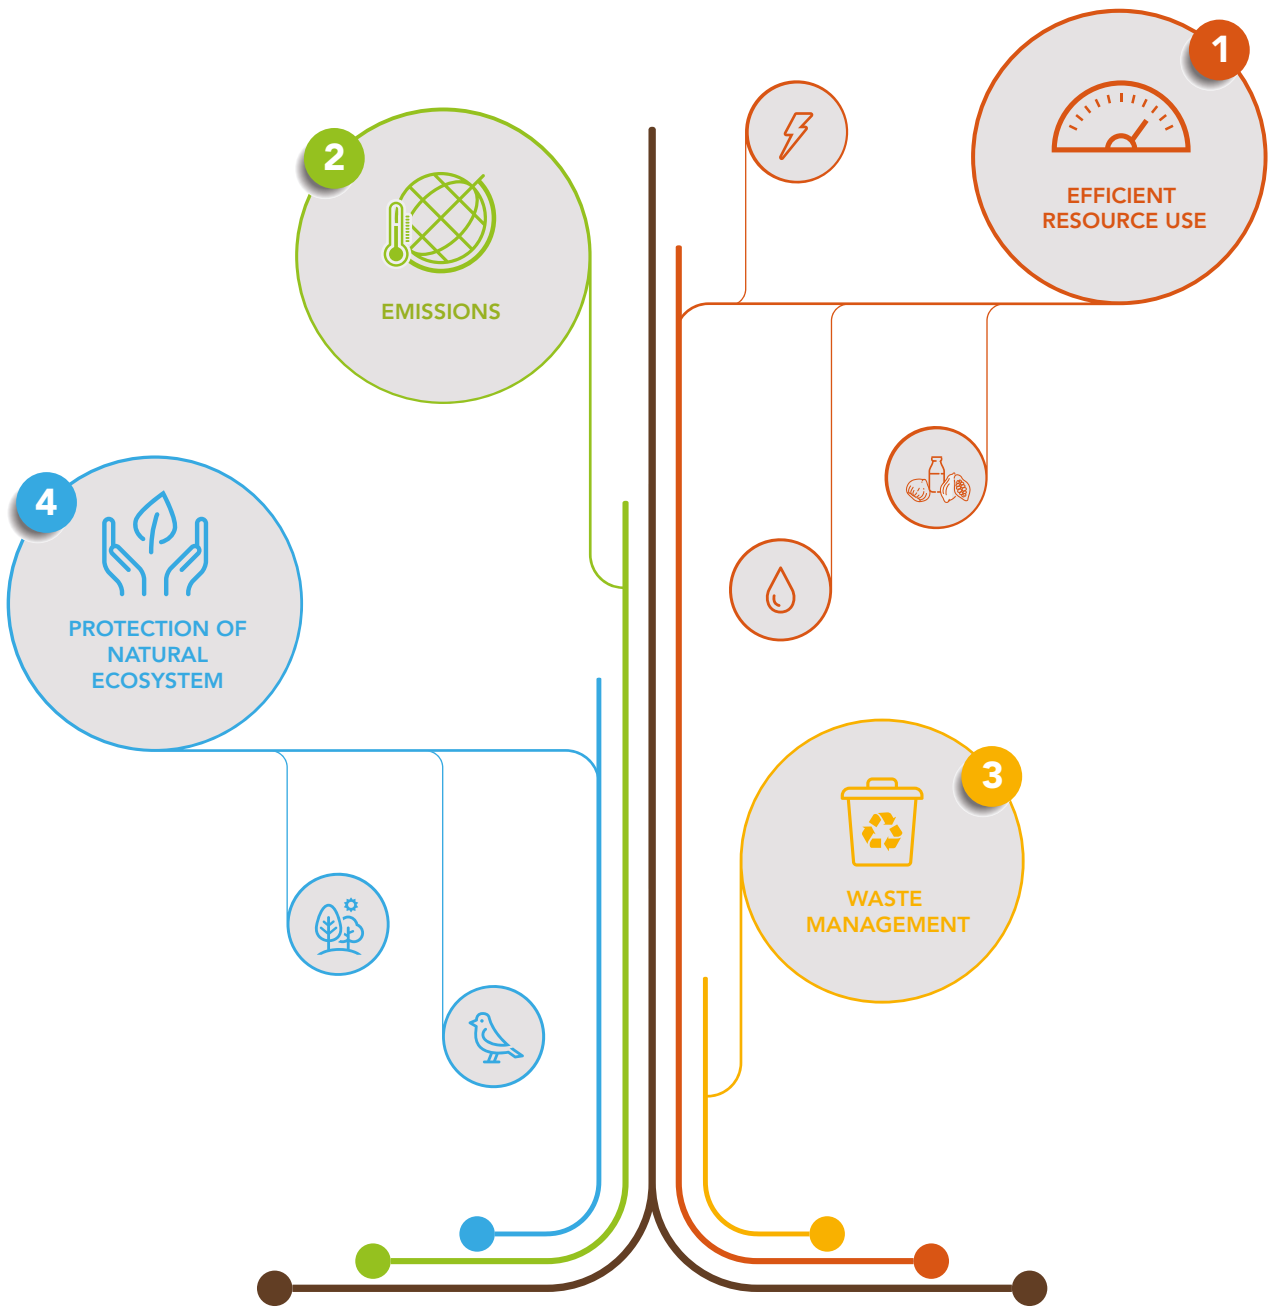 1
EFFICIENT
RESOURCE USE
2
EMISSIONS
4
PROTECTION OF
NATURAL
ECOSYSTEM
3
WASTE
MANAGEMENT